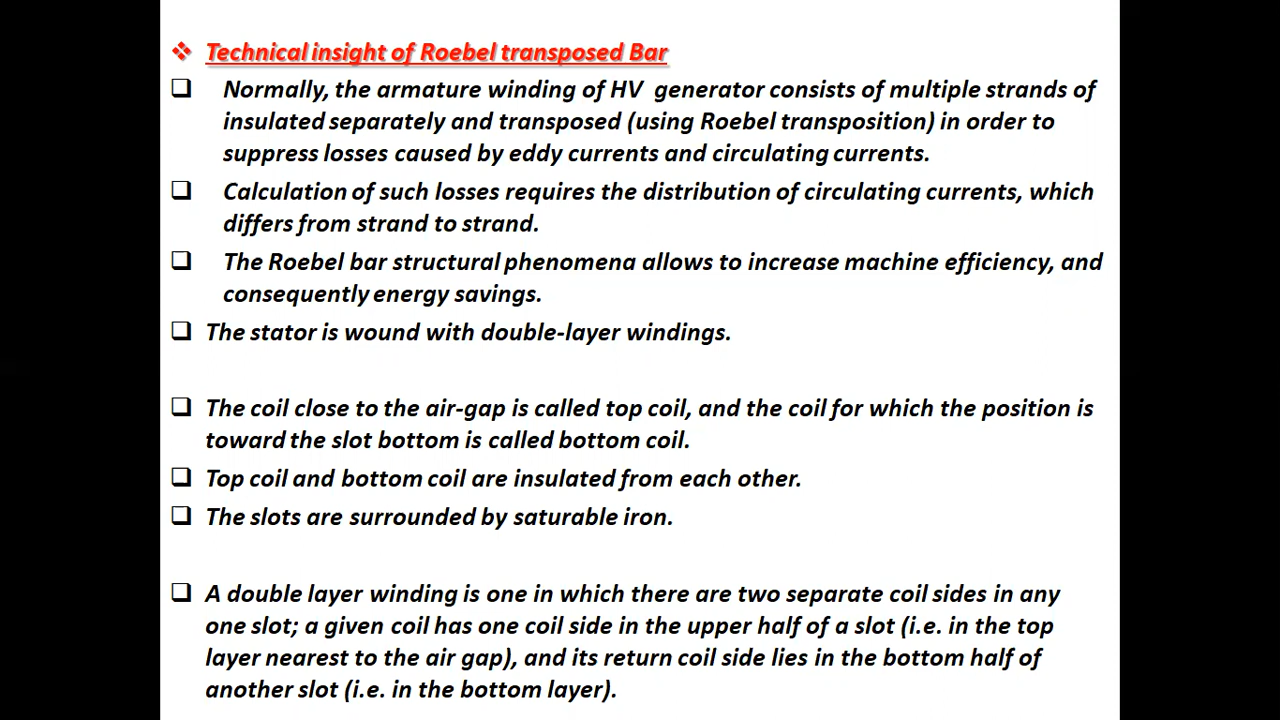 Technical insight of Roebel transposed Bar
Normally, the armature winding of HV generator consists of multiple strands of
insulated separately and transposed (using Roebel transposition) in order to
suppress losses caused by eddy currents and circulating currents.
Calculation of such losses requires the distribution of circulating currents, which
differs from strand to strand.
The Roebel bar structural phenomena allows to increase machine efficiency, and
consequently energy savings.
The stator is wound with double-layer windings.
The coil close to the air-gap is called top coil, and the coil for which the position is
toward the slot bottom is called bottom coil.
Top coil and bottom coil are insulated from each other.
The slots are surrounded by saturable iron.
A double layer winding is one in which there are two separate coil sides in any
one slot; a given coil has one coil side in the upper half of a slot (i.e. in the top
layer nearest to the air gap), and its return coil side lies in the bottom half of
another slot (i.e. in the bottom layer).